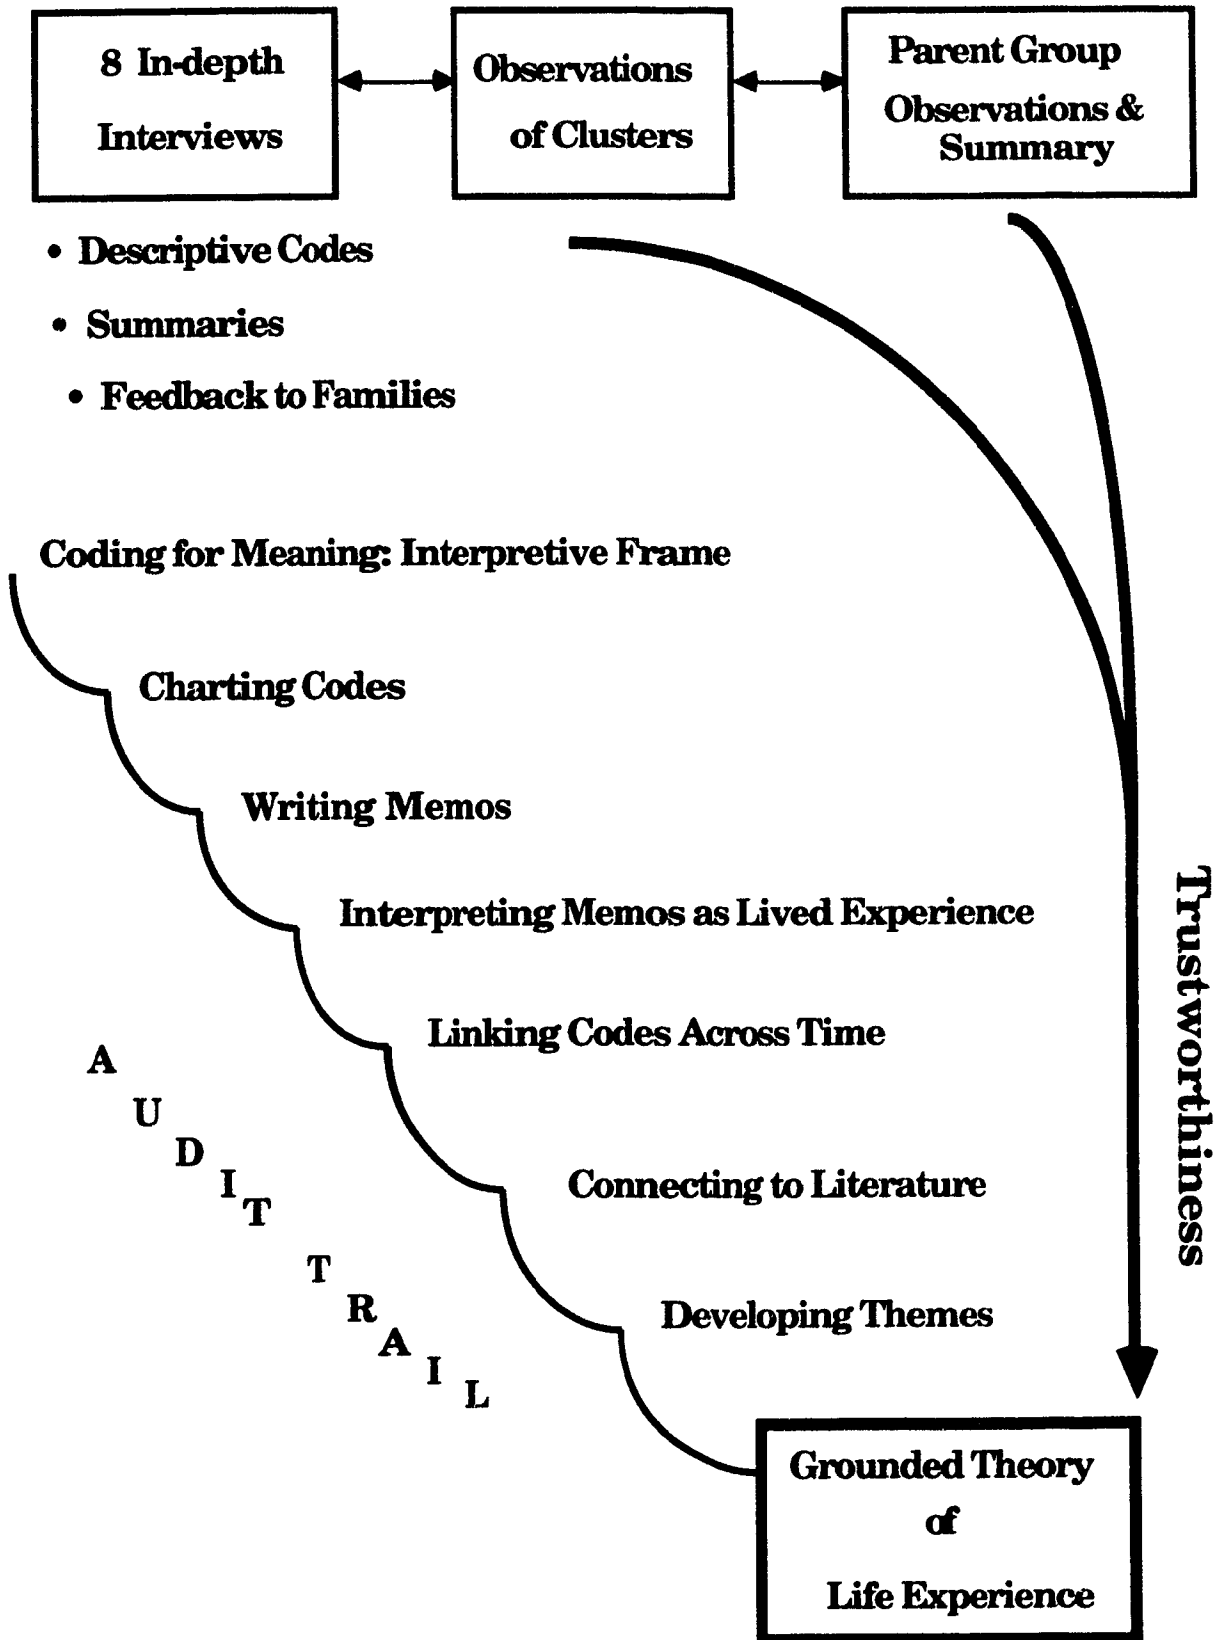 8 In-depth
Interviews
Observations
of Clusters
Parent Group
Observations &
Summary
• Descriptive Codes
• Summaries
• Feedback to Families
Coding for Meaning: Interpretive Frame
Charting Codes
Writing Memos
Interpreting Memos as Lived Experience
Linking Codes Across Time
Connecting to Literature
Developing Themes
AUDIT TRAIL
Trustworthiness
Grounded Theory
of
Life Experience